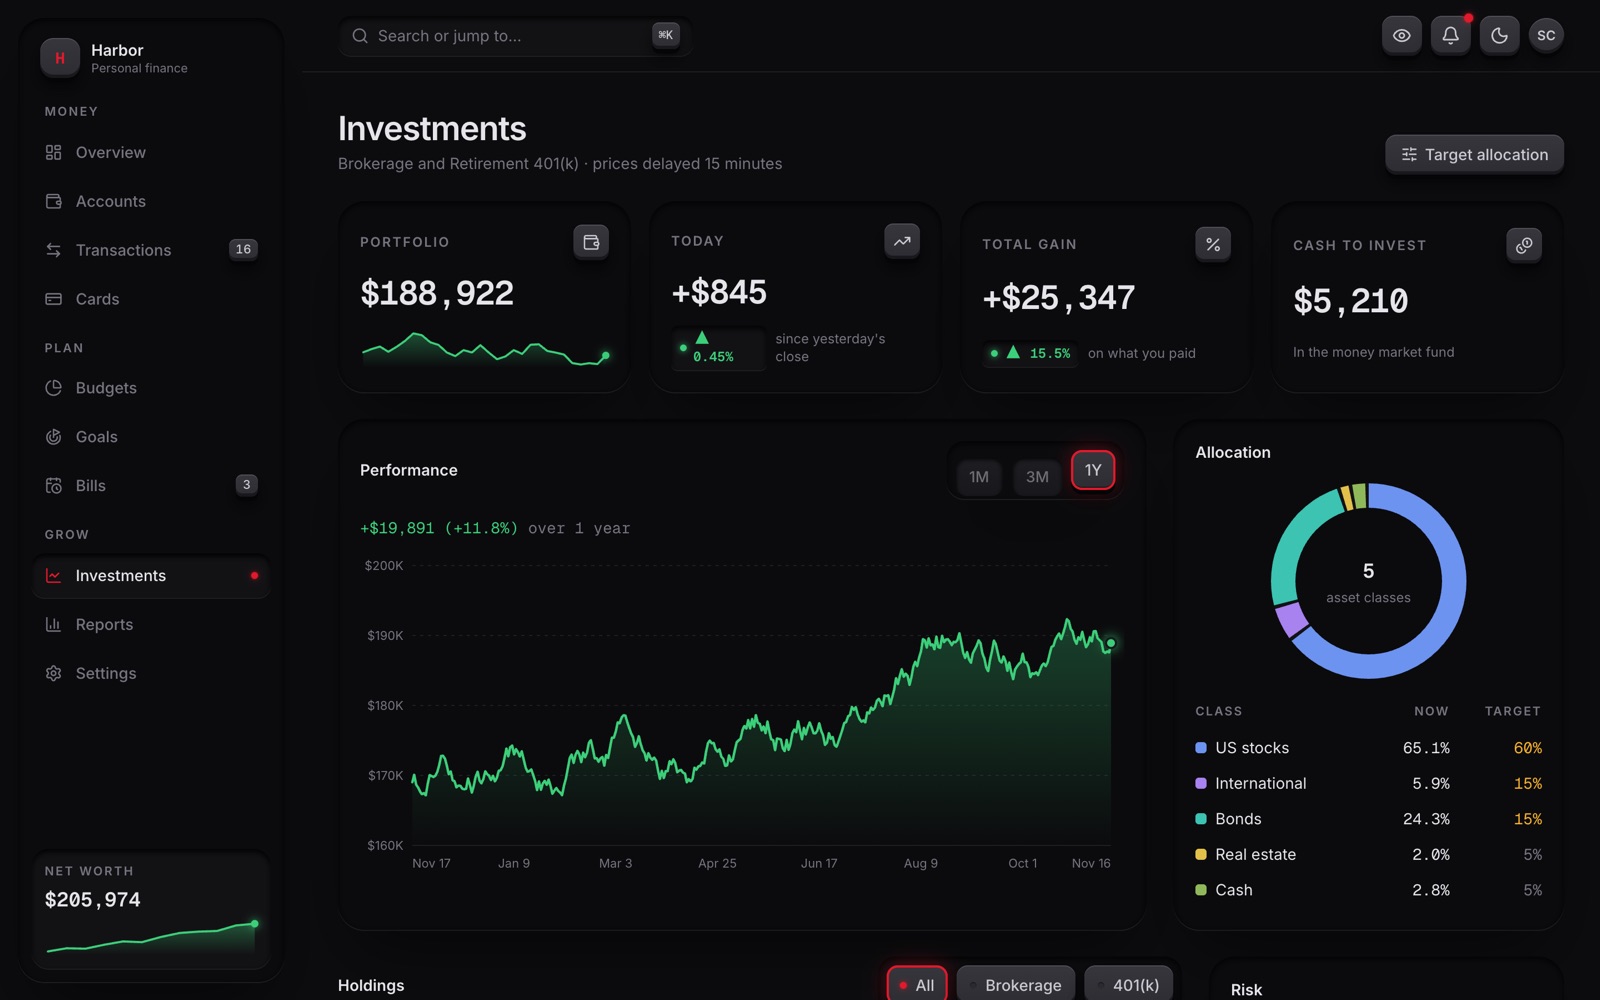 H
Harbor
Personal finance
MONEY
Overview
Accounts
Transactions 16
Cards
PLAN
Budgets
Goals
Bills 3
GROW
Investments
Reports
Settings
NET WORTH
$205,974
Search or jump to... ⌘K
SC
Investments
Brokerage and Retirement 401(k) · prices delayed 15 minutes
Target allocation
PORTFOLIO
$188,922
TODAY
+$845
▲
0.45%
since yesterday's
close
TOTAL GAIN
+$25,347
▲ 15.5% on what you paid
CASH TO INVEST
$5,210
In the money market fund
Performance
1M 3M 1Y
+$19,891 (+11.8%) over 1 year
$200K
$190K
$180K
$170K
$160K
Nov 17 Jan 9 Mar 3 Apr 25 Jun 17 Aug 9 Oct 1 Nov 16
Allocation
5
asset classes
CLASS NOW TARGET
US stocks 65.1% 60%
International 5.9% 15%
Bonds 24.3% 15%
Real estate 2.0% 5%
Cash 2.8% 5%
Holdings
All Brokerage 401(k)
Risk